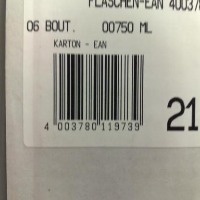 FLASCHEN-EAN 400378
06 BOUT. 00750 ML
KARTON - EAN
21
4 003780 119739